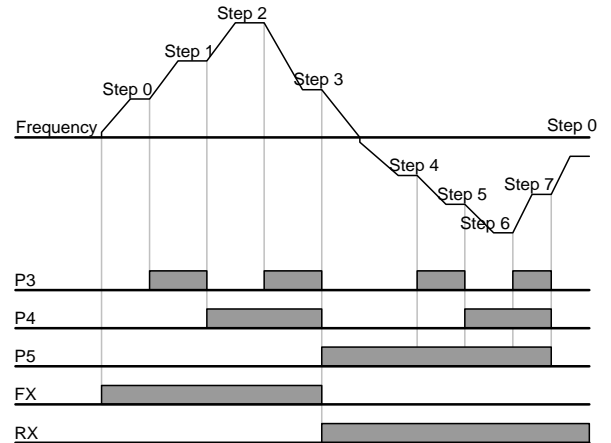 Step 2
Step 1
Step 0
Step 3
Frequency
Step 0
Step 4
Step 7
Step 5
Step 6
P3
P4
P5
FX
RX